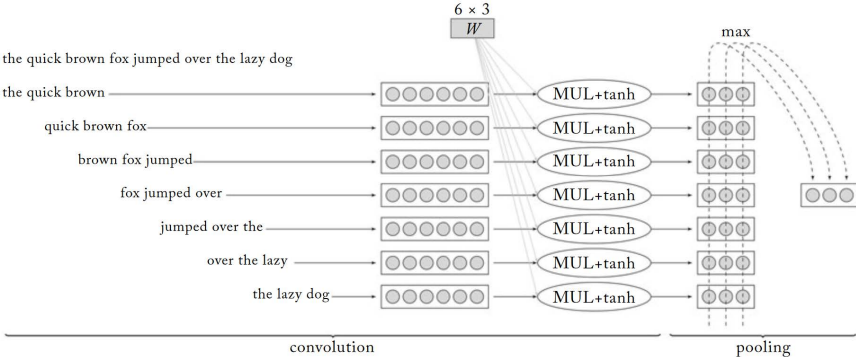 6 × 3
W
max
the quick brown fox jumped over the lazy dog
the quick brown
MUL+tanh
quick brown fox
MUL+tanh
brown fox jumped
MUL+tanh
fox jumped over
MUL+tanh
jumped over the
MUL+tanh
over the lazy
MUL+tanh
the lazy dog
MUL+tanh
convolution
pooling